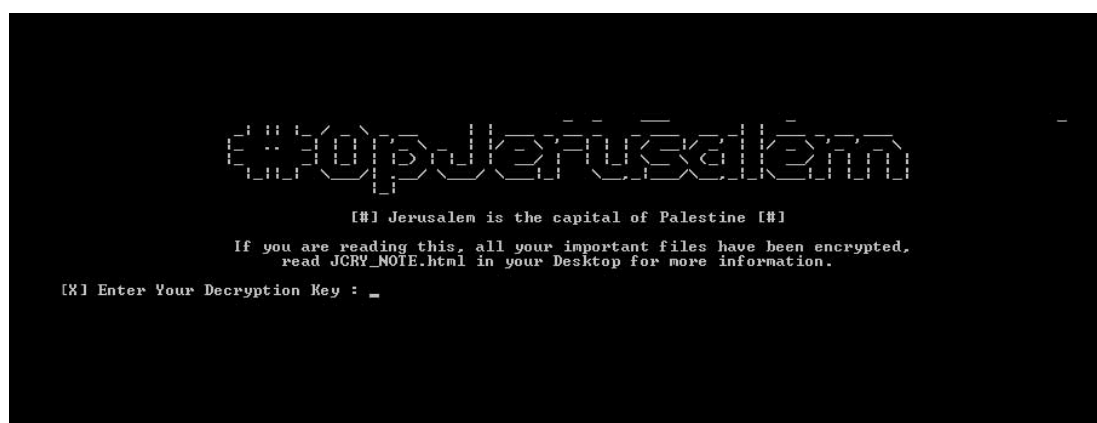 #OpJerusalem
[#] Jerusalem is the capital of Palestine [#]
If you are reading this, all your important files have been encrypted,
read JCRY_NOTE.html in your Desktop for more information.
[X] Enter Your Decryption Key : _